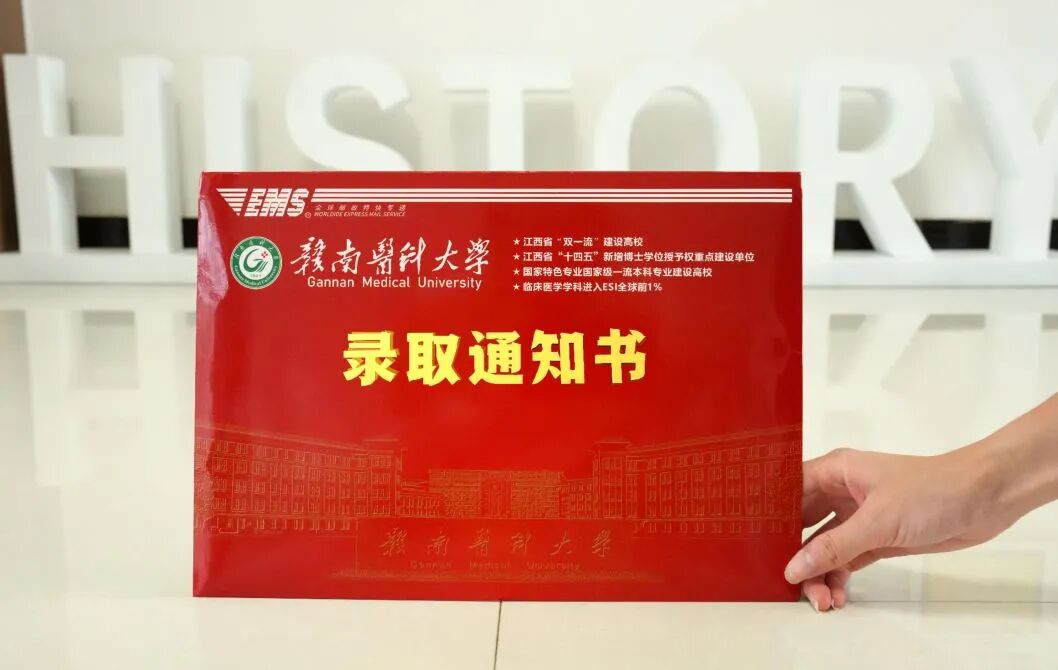 HISTORY
EMS
全球邮政特快专递
WORLDWIDE EXPRESS MAIL SERVICE
赣南医科大学
Gannan Medical University
★江西省“双一流”建设高校
★江西省“十四五”新增博士学位授予权重点建设单位
★国家特色专业国家级一流本科专业建设高校
★临床医学学科进入ESI全球前1%
录取通知书
赣南医科大学
Gannan Medical University